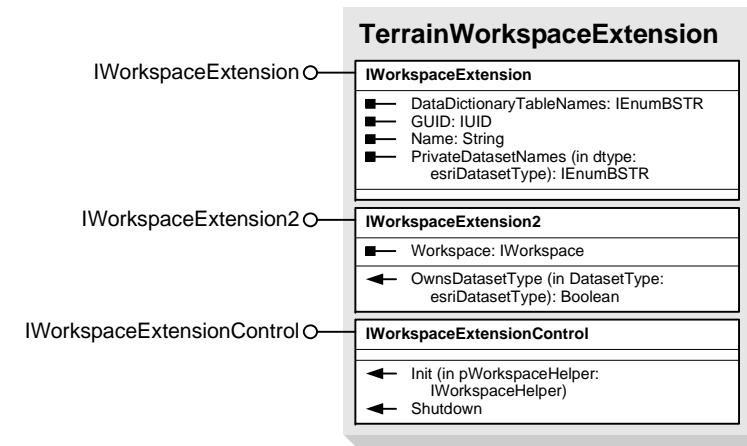 TerrainWorkspaceExtension
IWorkspaceExtension
IWorkspaceExtension
DataDictionaryTableNames: IEnumBSTR
GUID: IUID
Name: String
PrivateDatasetNames (in dtype:
esriDatasetType): IEnumBSTR
IWorkspaceExtension2
IWorkspaceExtension2
Workspace: IWorkspace
OwnsDatasetType (in DatasetType:
esriDatasetType): Boolean
IWorkspaceExtensionControl
IWorkspaceExtensionControl
Init (in pWorkspaceHelper:
IWorkspaceHelper)
Shutdown